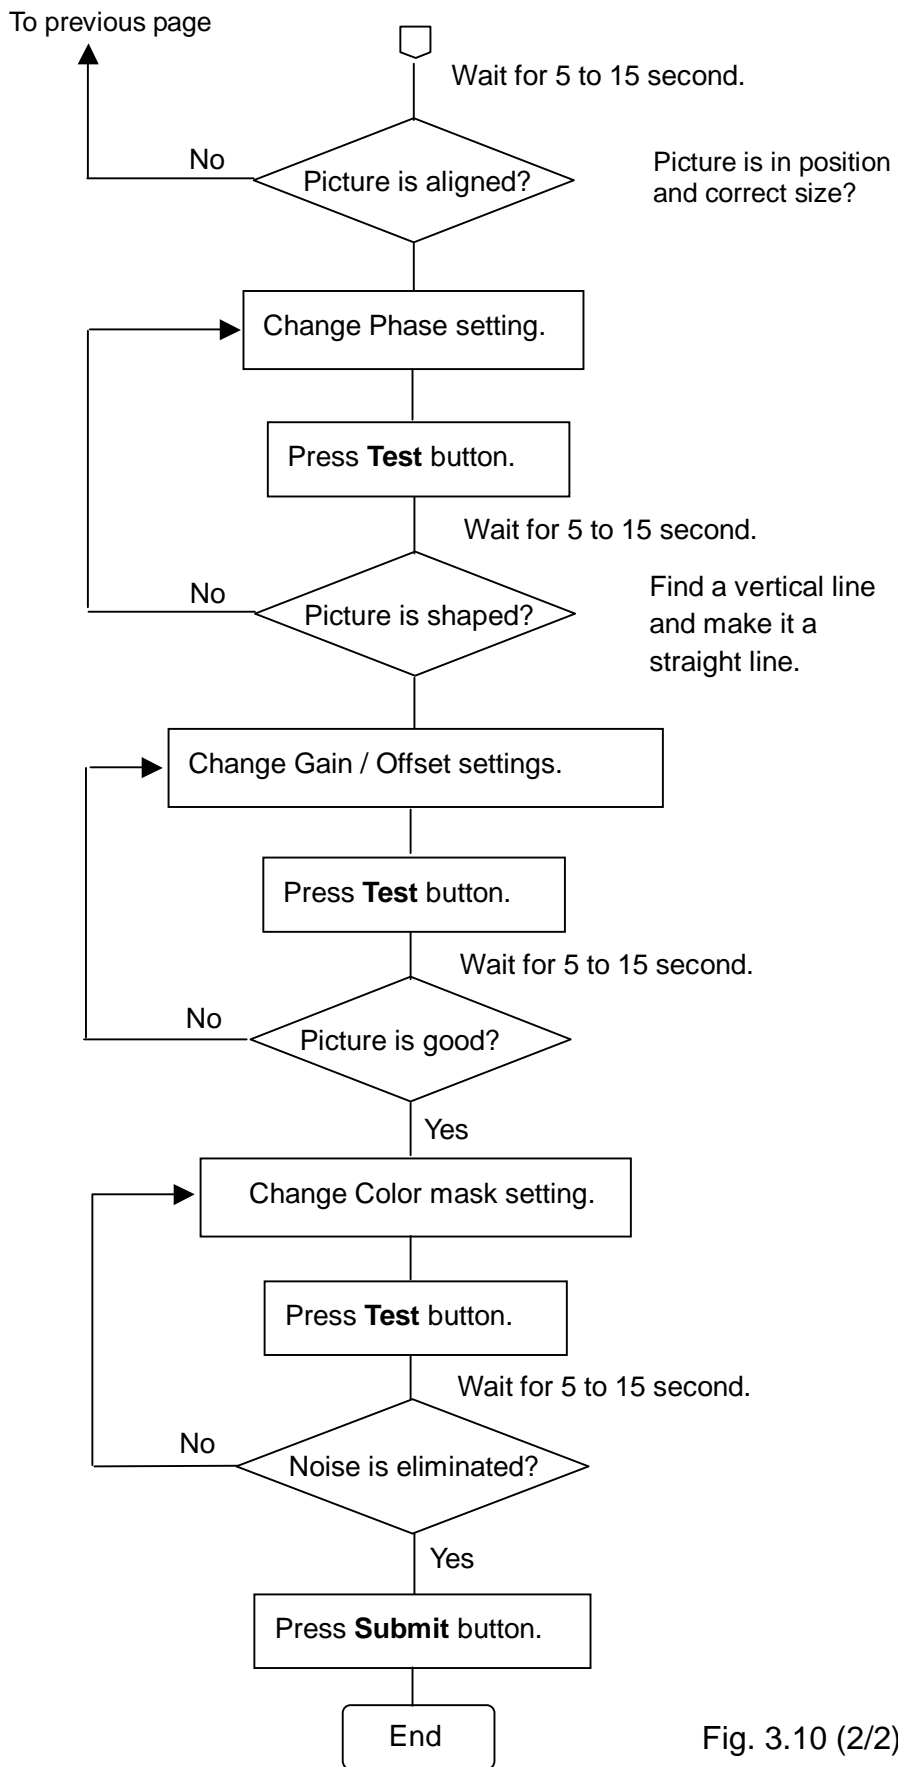 To previous page
Wait for 5 to 15 second.
No
Picture is aligned?
Picture is in position
and correct size?
Change Phase setting.
Press Test button.
Wait for 5 to 15 second.
No
Picture is shaped?
Find a vertical line
and make it a
straight line.
Change Gain / Offset settings.
Press Test button.
Wait for 5 to 15 second.
No
Picture is good?
Yes
Change Color mask setting.
Press Test button.
Wait for 5 to 15 second.
No
Noise is eliminated?
Yes
Press Submit button.
End
Fig. 3.10 (2/2)